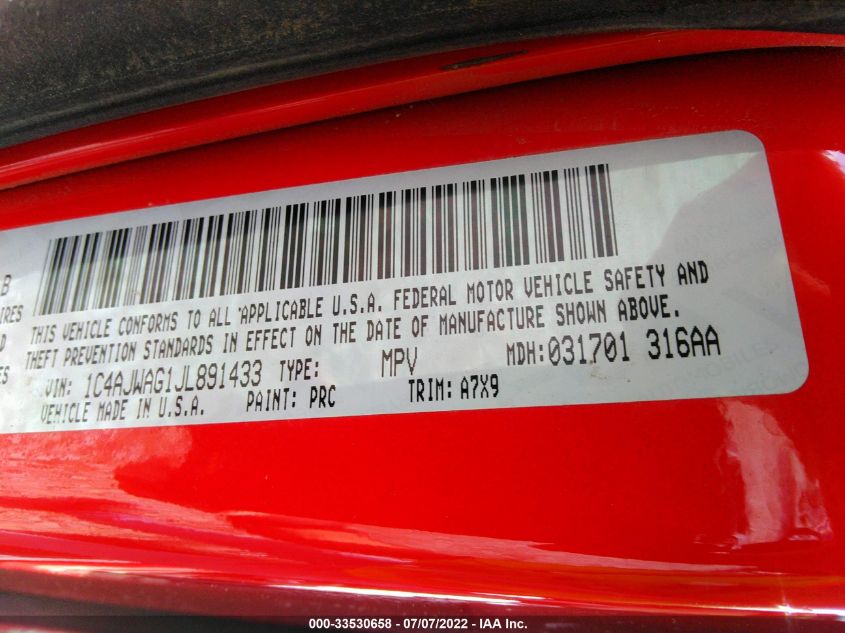 THIS VEHICLE CONFORMS TO ALL APPLICABLE U.S.A. FEDERAL MOTOR VEHICLE SAFETY AND
THEFT PREVENTION STANDARDS IN EFFECT ON THE DATE OF MANUFACTURE SHOWN ABOVE.
VIN: 1C4AJWAG1JL891433 TYPE: MPV MDH:031701 316AA
VEHICLE MADE IN U.S.A. PAINT: PRC TRIM: A7X9
000-33530658 - 07/07/2022 - IAA Inc.